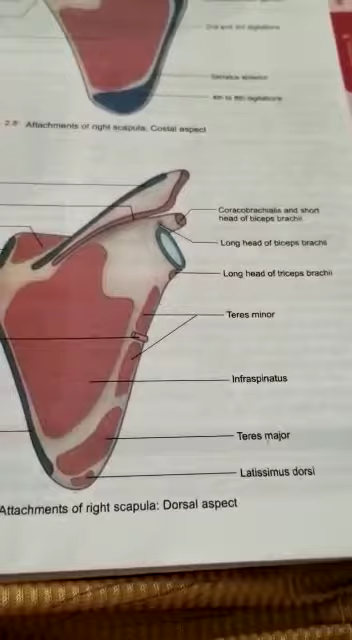 2nd and 3rd digitations
Serratus anterior
4th to 8th digitations
2.8 Attachments of right scapula: Costal aspect
Coracobrachialis and short
head of biceps brachii
Long head of biceps brachii
Long head of triceps brachii
Teres minor
Infraspinatus
Teres major
Latissimus dorsi
Attachments of right scapula: Dorsal aspect